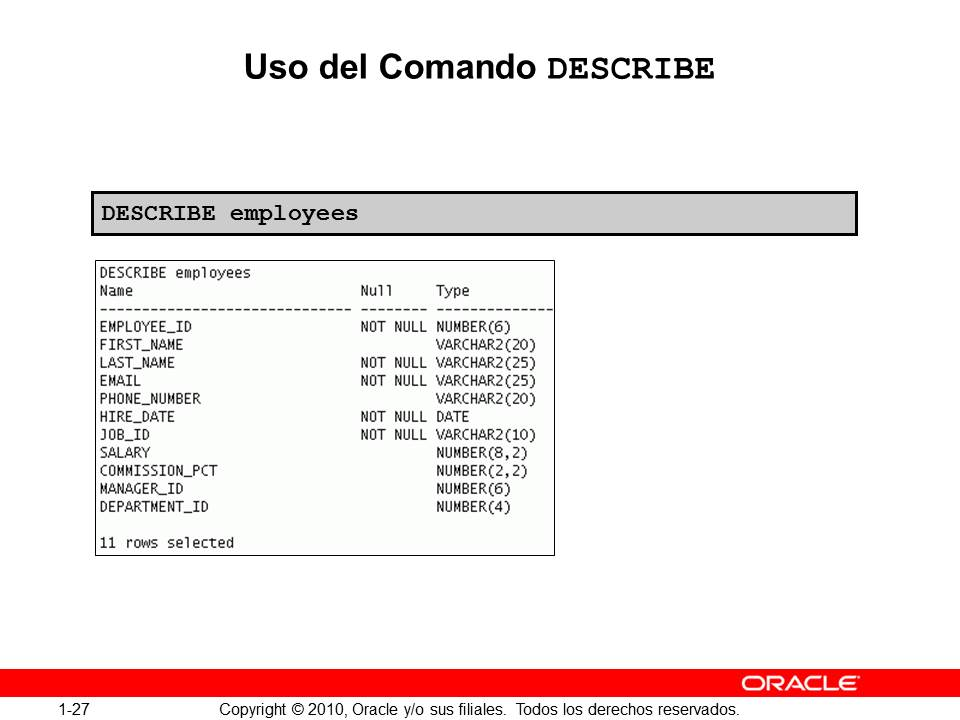 Uso del Comando DESCRIBE
DESCRIBE employees
DESCRIBE employees
Name                           Null     Type
------------------------------ -------- --------------
EMPLOYEE_ID                    NOT NULL NUMBER(6)
FIRST_NAME                              VARCHAR2(20)
LAST_NAME                      NOT NULL VARCHAR2(25)
EMAIL                          NOT NULL VARCHAR2(25)
PHONE_NUMBER                            VARCHAR2(20)
HIRE_DATE                      NOT NULL DATE
JOB_ID                         NOT NULL VARCHAR2(10)
SALARY                                  NUMBER(8,2)
COMMISSION_PCT                          NUMBER(2,2)
MANAGER_ID                              NUMBER(6)
DEPARTMENT_ID                           NUMBER(4)
11 rows selected
ORACLE
1-27 Copyright © 2010, Oracle y/o sus filiales. Todos los derechos reservados.